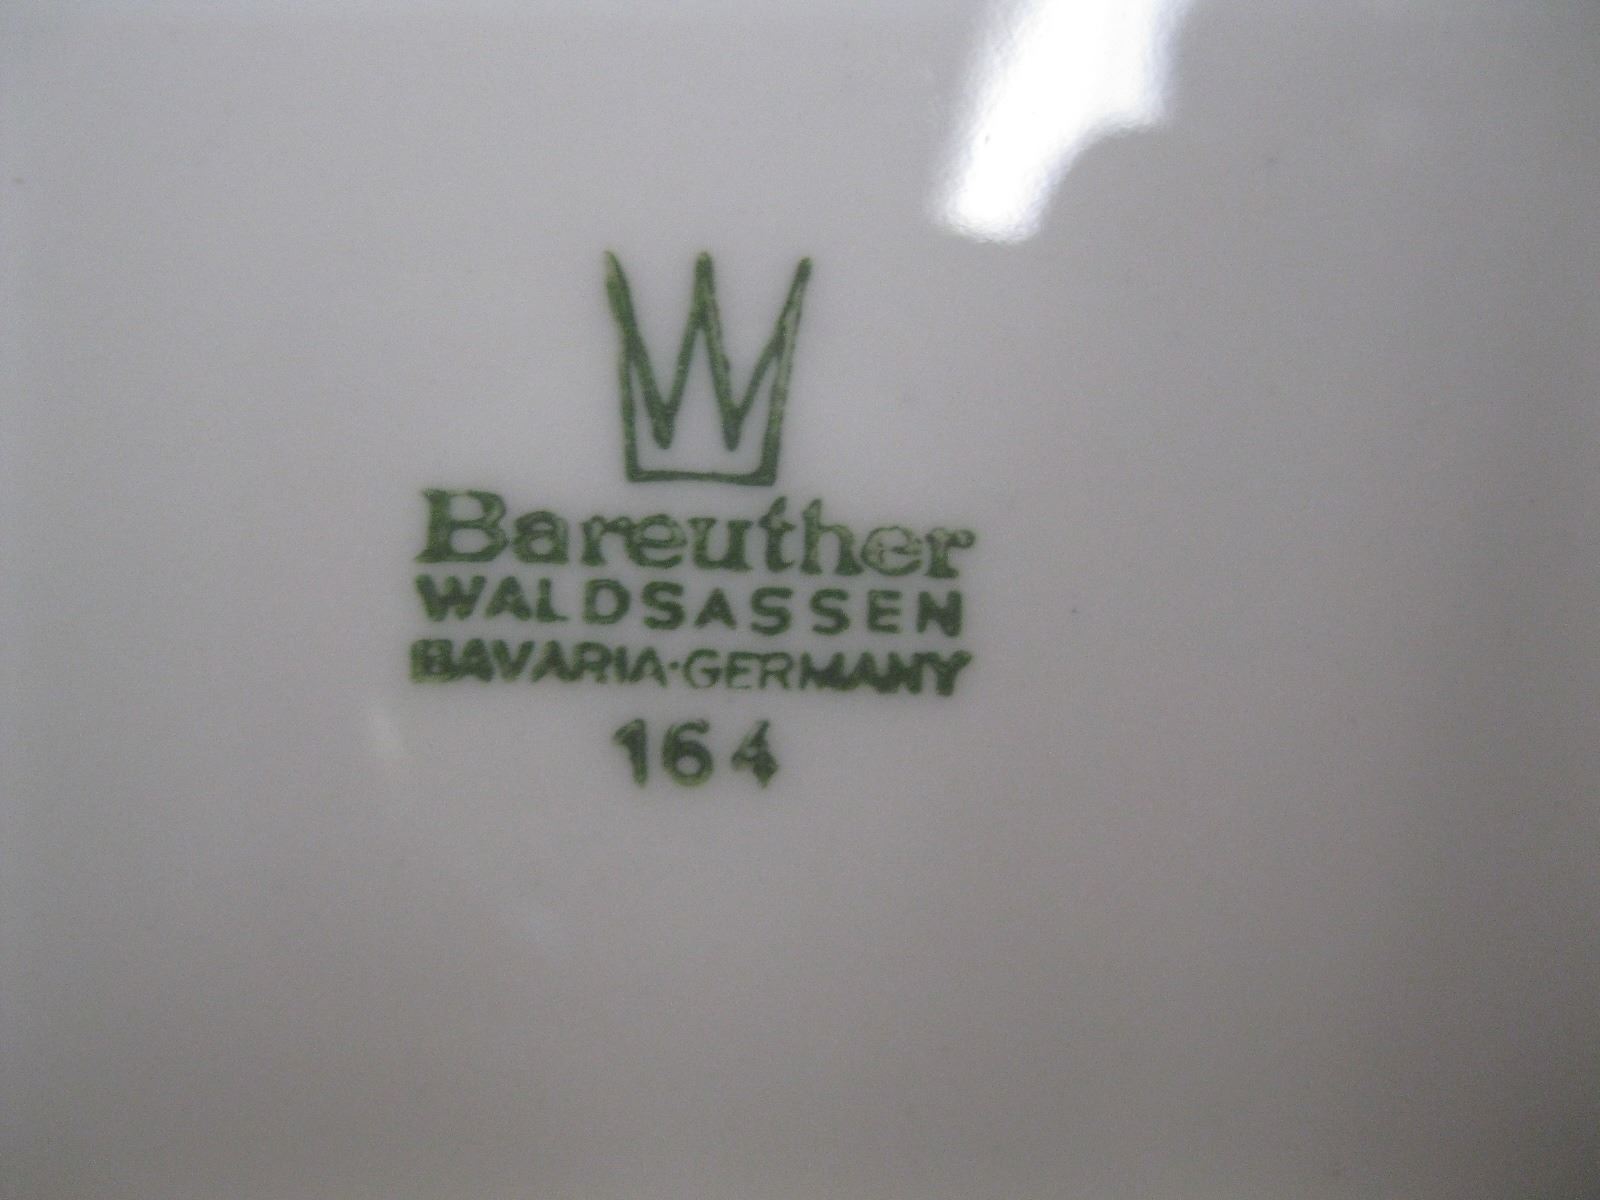 W
Bareuther
WALDSASSEN
BAVARIA·GERMANY
164